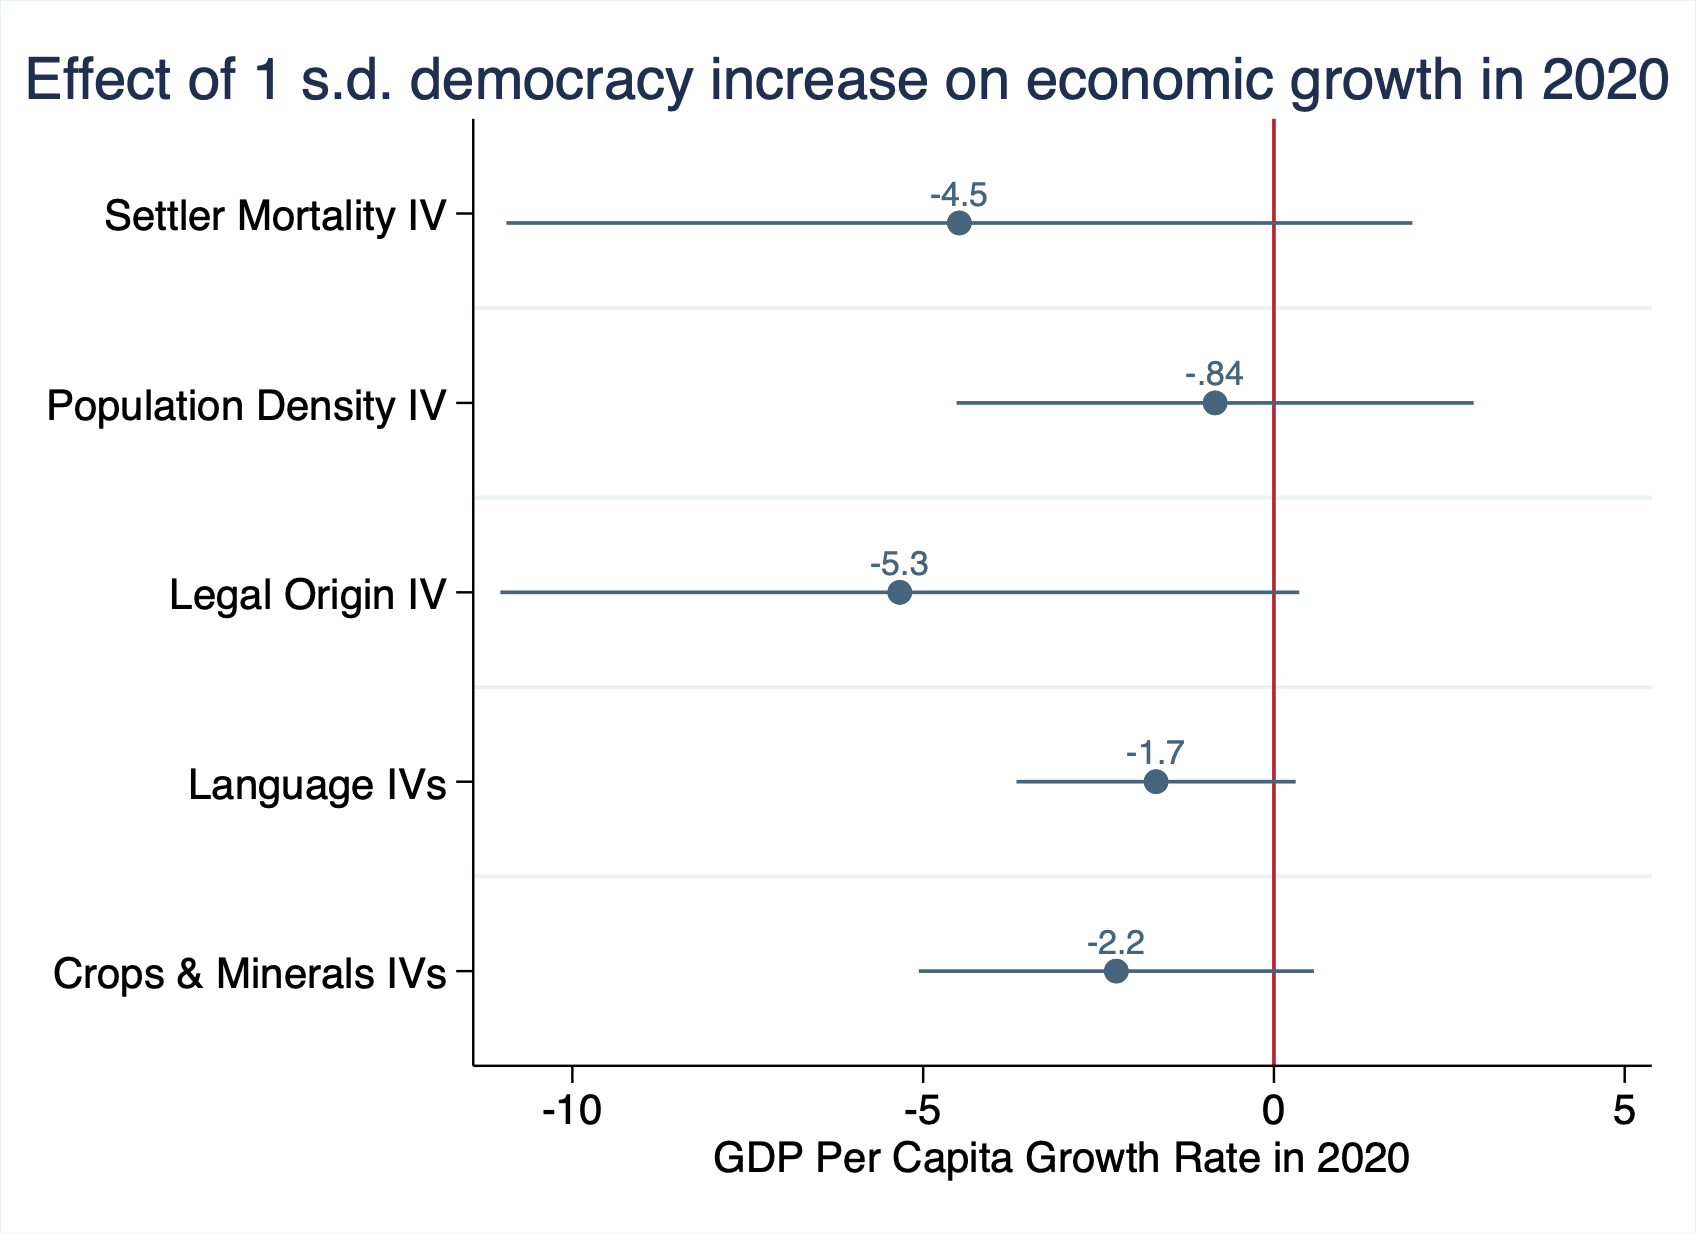 Effect of 1 s.d. democracy increase on economic growth in 2020
Settler Mortality IV
-4.5
Population Density IV
-.84
Legal Origin IV
-5.3
Language IVs
-1.7
Crops & Minerals IVs
-2.2
-10 -5 0 5
GDP Per Capita Growth Rate in 2020